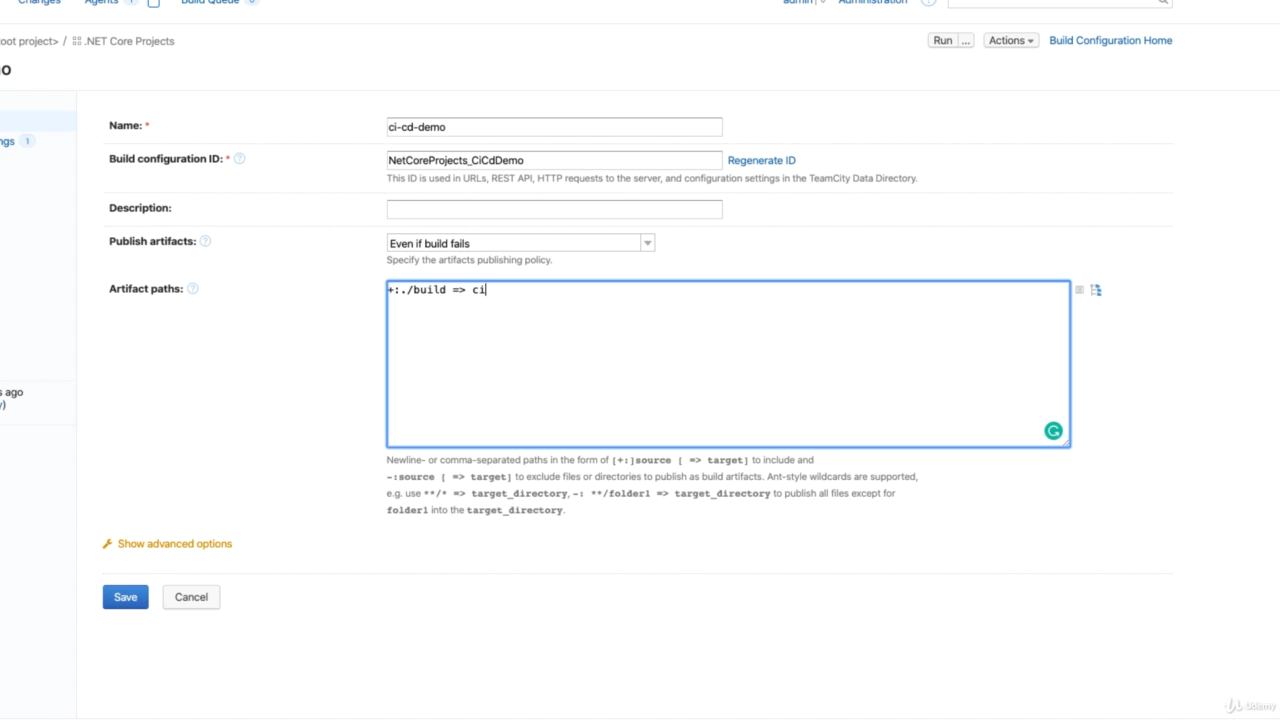 Changes Agents 1 Build Queue 0 admin Administration
oot project> / .NET Core Projects Run ... Actions Build Configuration Home
o
ngs 1
Name: * ci-cd-demo
Build configuration ID: * ? NetCoreProjects_CiCdDemo Regenerate ID
This ID is used in URLs, REST API, HTTP requests to the server, and configuration settings in the TeamCity Data Directory.
Description:
Publish artifacts: ? Even if build fails
Specify the artifacts publishing policy.
Artifact paths: ? +:./build => ci
s ago
y)
Newline- or comma-separated paths in the form of [+:]source [ => target] to include and
-:source [ => target] to exclude files or directories to publish as build artifacts. Ant-style wildcards are supported,
e.g. use **/* => target_directory, -: **/folder1 => target_directory to publish all files except for
folder1 into the target_directory.
Show advanced options
Save Cancel
Udemy